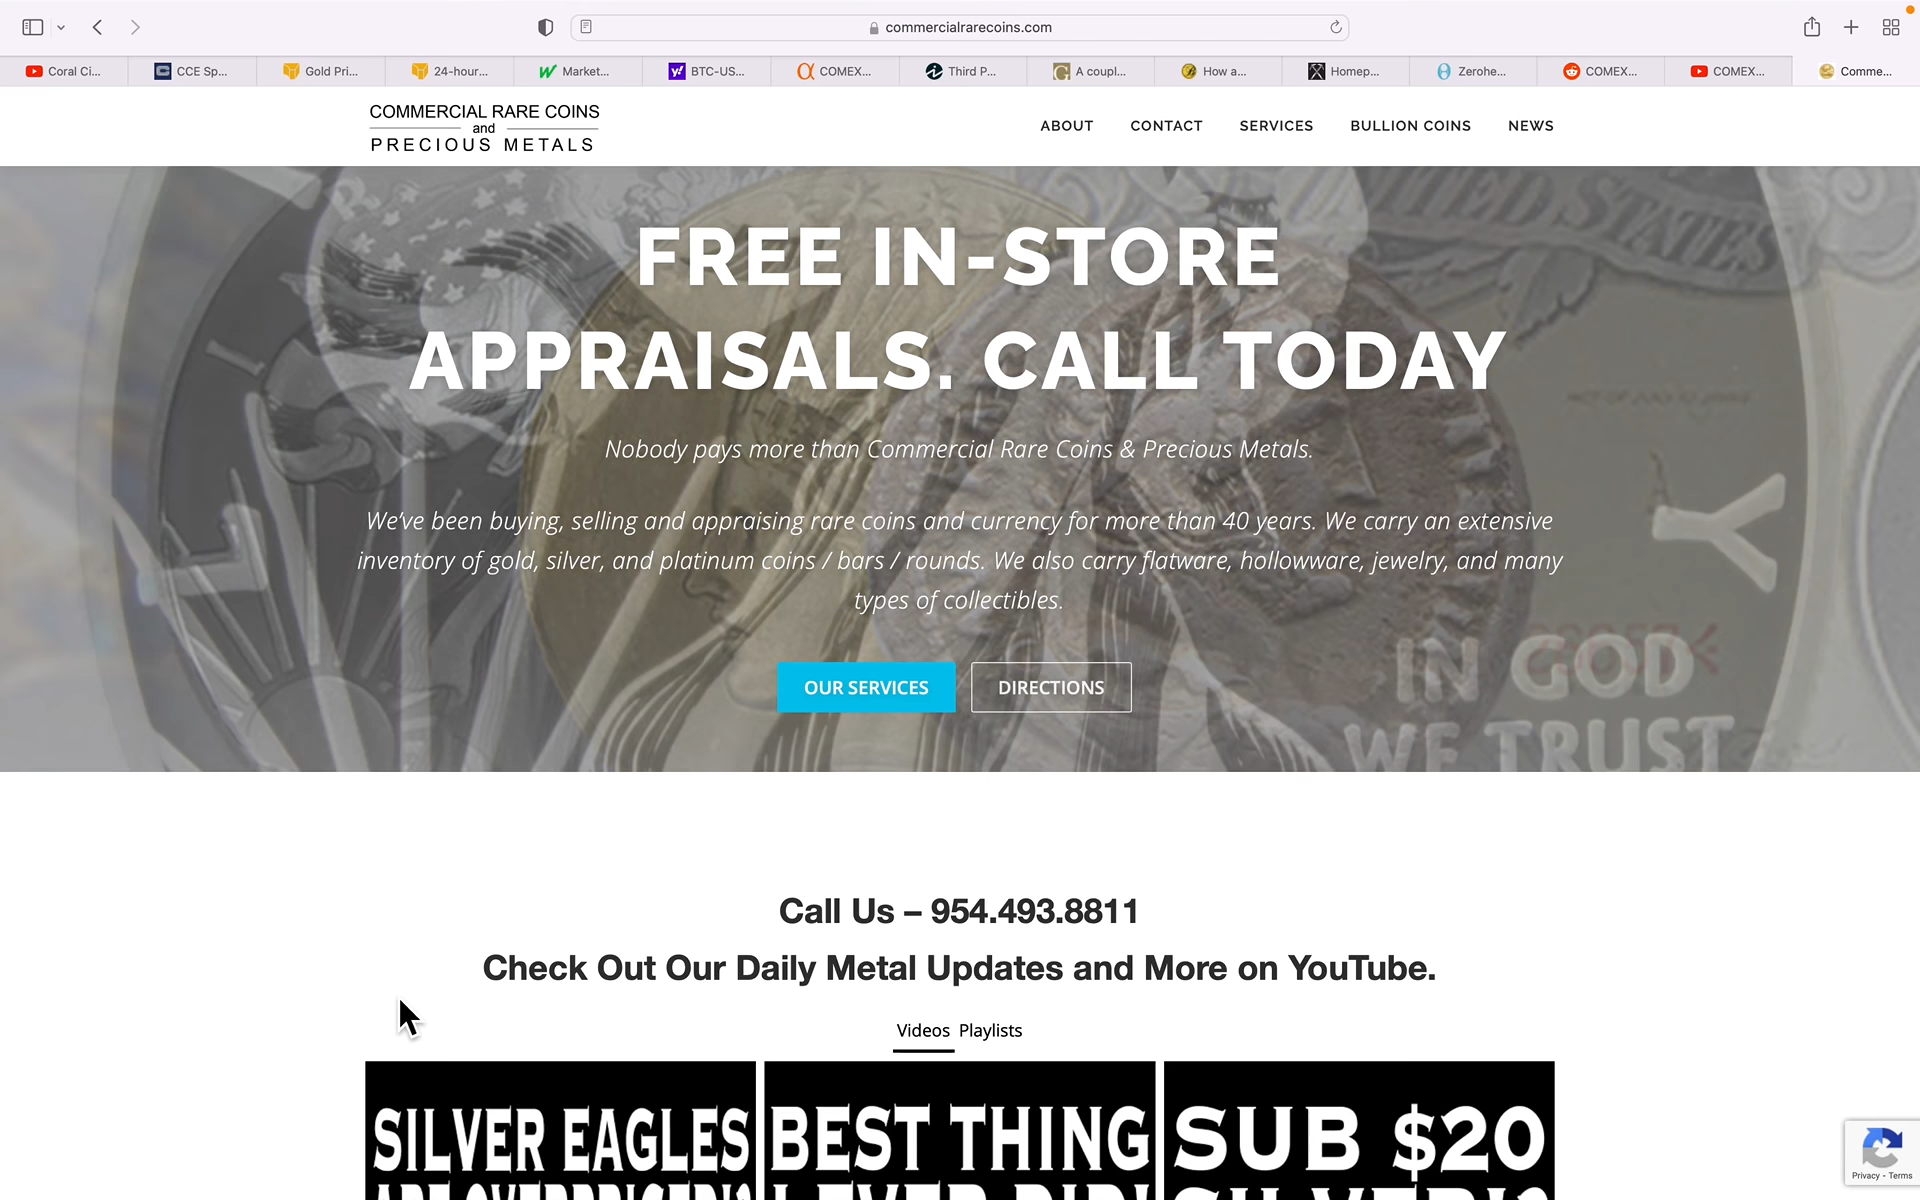 commercialrarecoins.com
Coral Ci...
CCE Sp...
Gold Pri...
24-hour...
Market...
BTC-US...
COMEX...
Third P...
A coupl...
How a...
Homep...
Zerohe...
COMEX...
COMEX...
Comme...
COMMERCIAL RARE COINS
and
PRECIOUS METALS
ABOUT
CONTACT
SERVICES
BULLION COINS
NEWS
FREE IN-STORE
APPRAISALS. CALL TODAY
Nobody pays more than Commercial Rare Coins & Precious Metals.
We've been buying, selling and appraising rare coins and currency for more than 40 years. We carry an extensive
inventory of gold, silver, and platinum coins / bars / rounds. We also carry flatware, hollowware, jewelry, and many
types of collectibles.
OUR SERVICES
DIRECTIONS
IN GOD
WE TRUST
Call Us – 954.493.8811
Check Out Our Daily Metal Updates and More on YouTube.
Videos
Playlists
SILVER EAGLES
BEST THING
SUB $20
Privacy - Terms